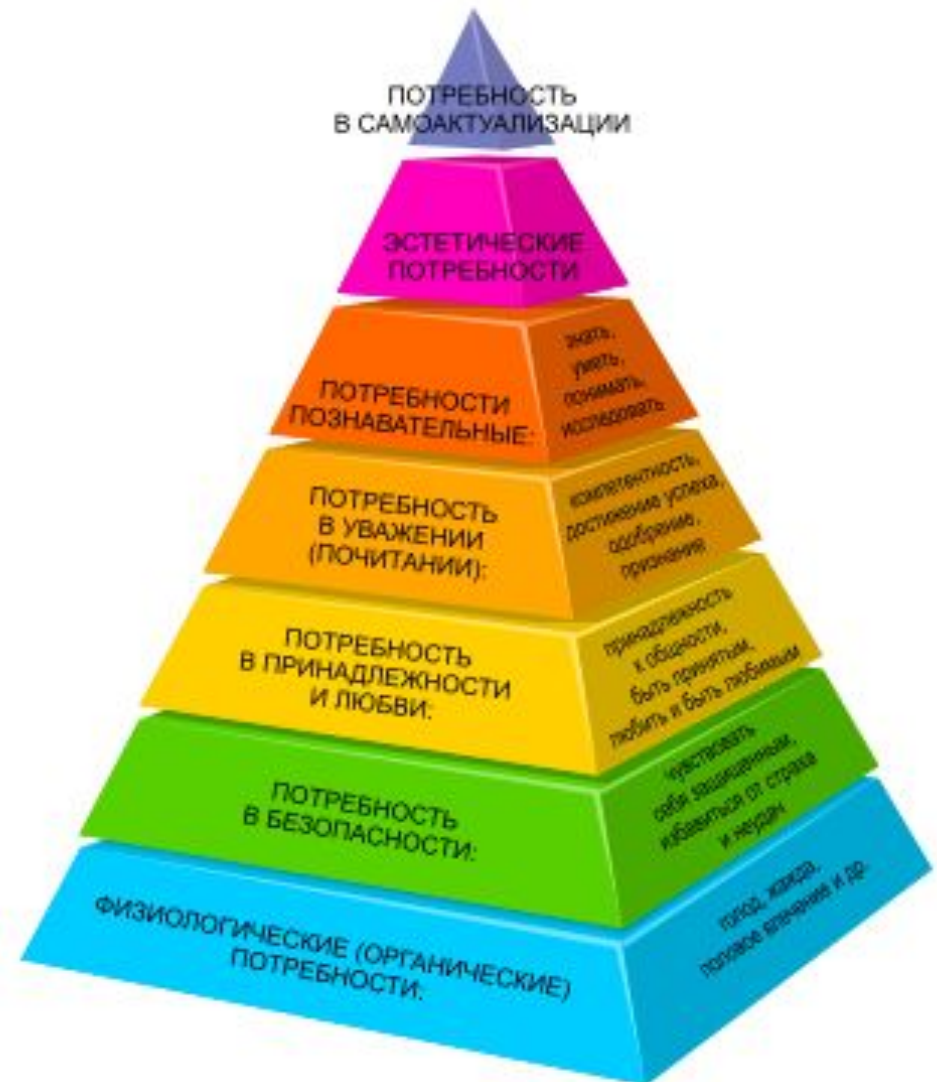 ПОТРЕБНОСТЬ
В САМОАКТУАЛИЗАЦИИ
ЭСТЕТИЧЕСКИЕ
ПОТРЕБНОСТИ
ПОТРЕБНОСТИ
ПОЗНАВАТЕЛЬНЫЕ:
знать,
уметь,
понимать,
исследовать
ПОТРЕБНОСТЬ
В УВАЖЕНИИ
(ПОЧИТАНИИ):
компетентность,
достижение успеха,
одобрение,
признание
ПОТРЕБНОСТЬ
В ПРИНАДЛЕЖНОСТИ
И ЛЮБВИ:
принадлежность
к общности,
быть принятым,
любить и быть любимым
ПОТРЕБНОСТЬ
В БЕЗОПАСНОСТИ:
чувствовать
себя защищенным,
избавиться от страха
и неудач
ФИЗИОЛОГИЧЕСКИЕ (ОРГАНИЧЕСКИЕ)
ПОТРЕБНОСТИ:
голод, жажда,
половое влечение и др.